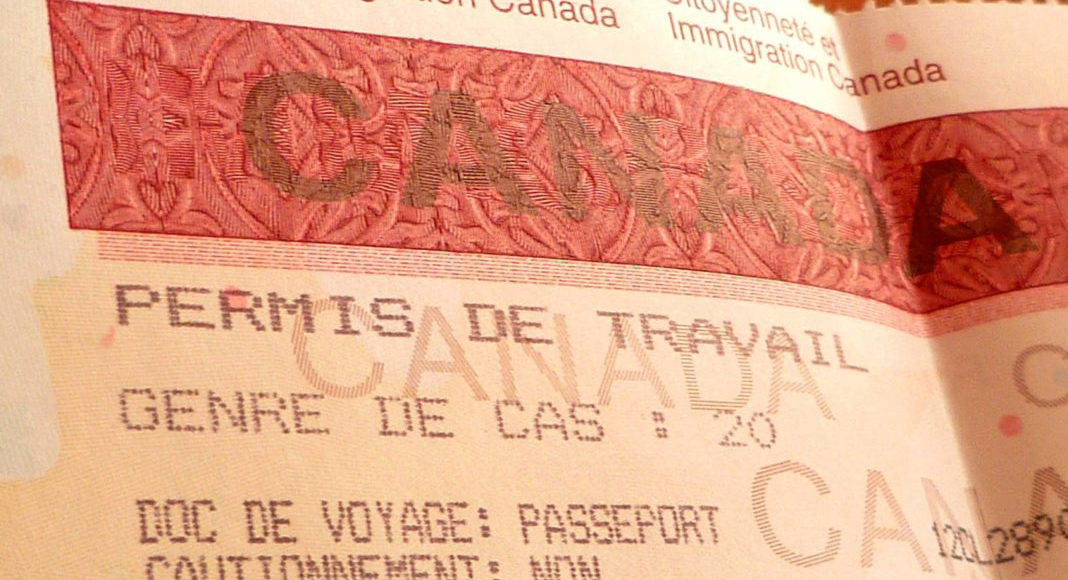 Canada
Citoyenneté et
Immigration Canada
CANADA
PERMIS DE TRAVAIL
CANADA
GENRE DE CAS : 20
DOC DE VOYAGE: PASSEPORT
CAUTIONNEMENT: NON